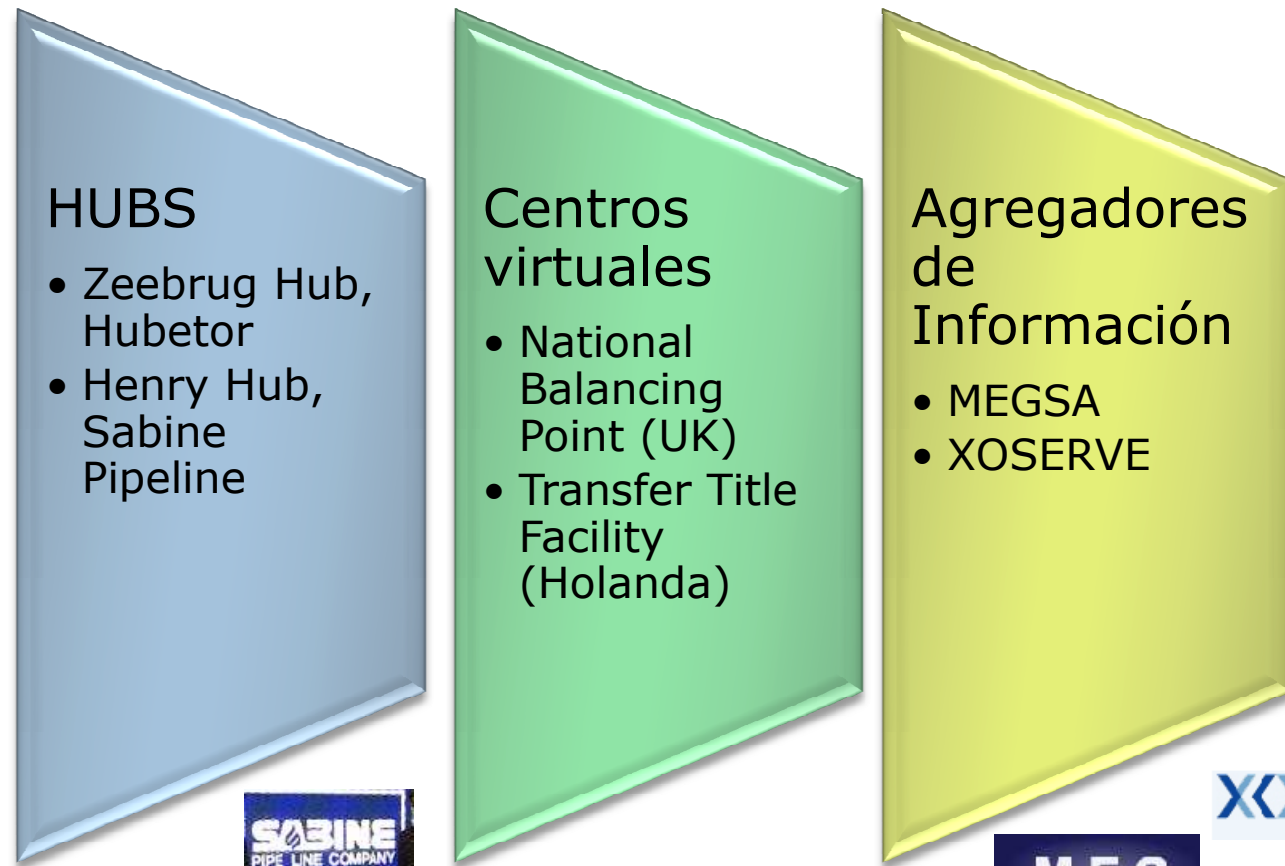 HUBS
• Zeebrug Hub,
Hubetor
• Henry Hub,
Sabine
Pipeline
SABINE
PIPE LINE COMPANY
Centros
virtuales
• National
Balancing
Point (UK)
• Transfer Title
Facility
(Holanda)
Agregadores
de
Información
• MEGSA
• XOSERVE